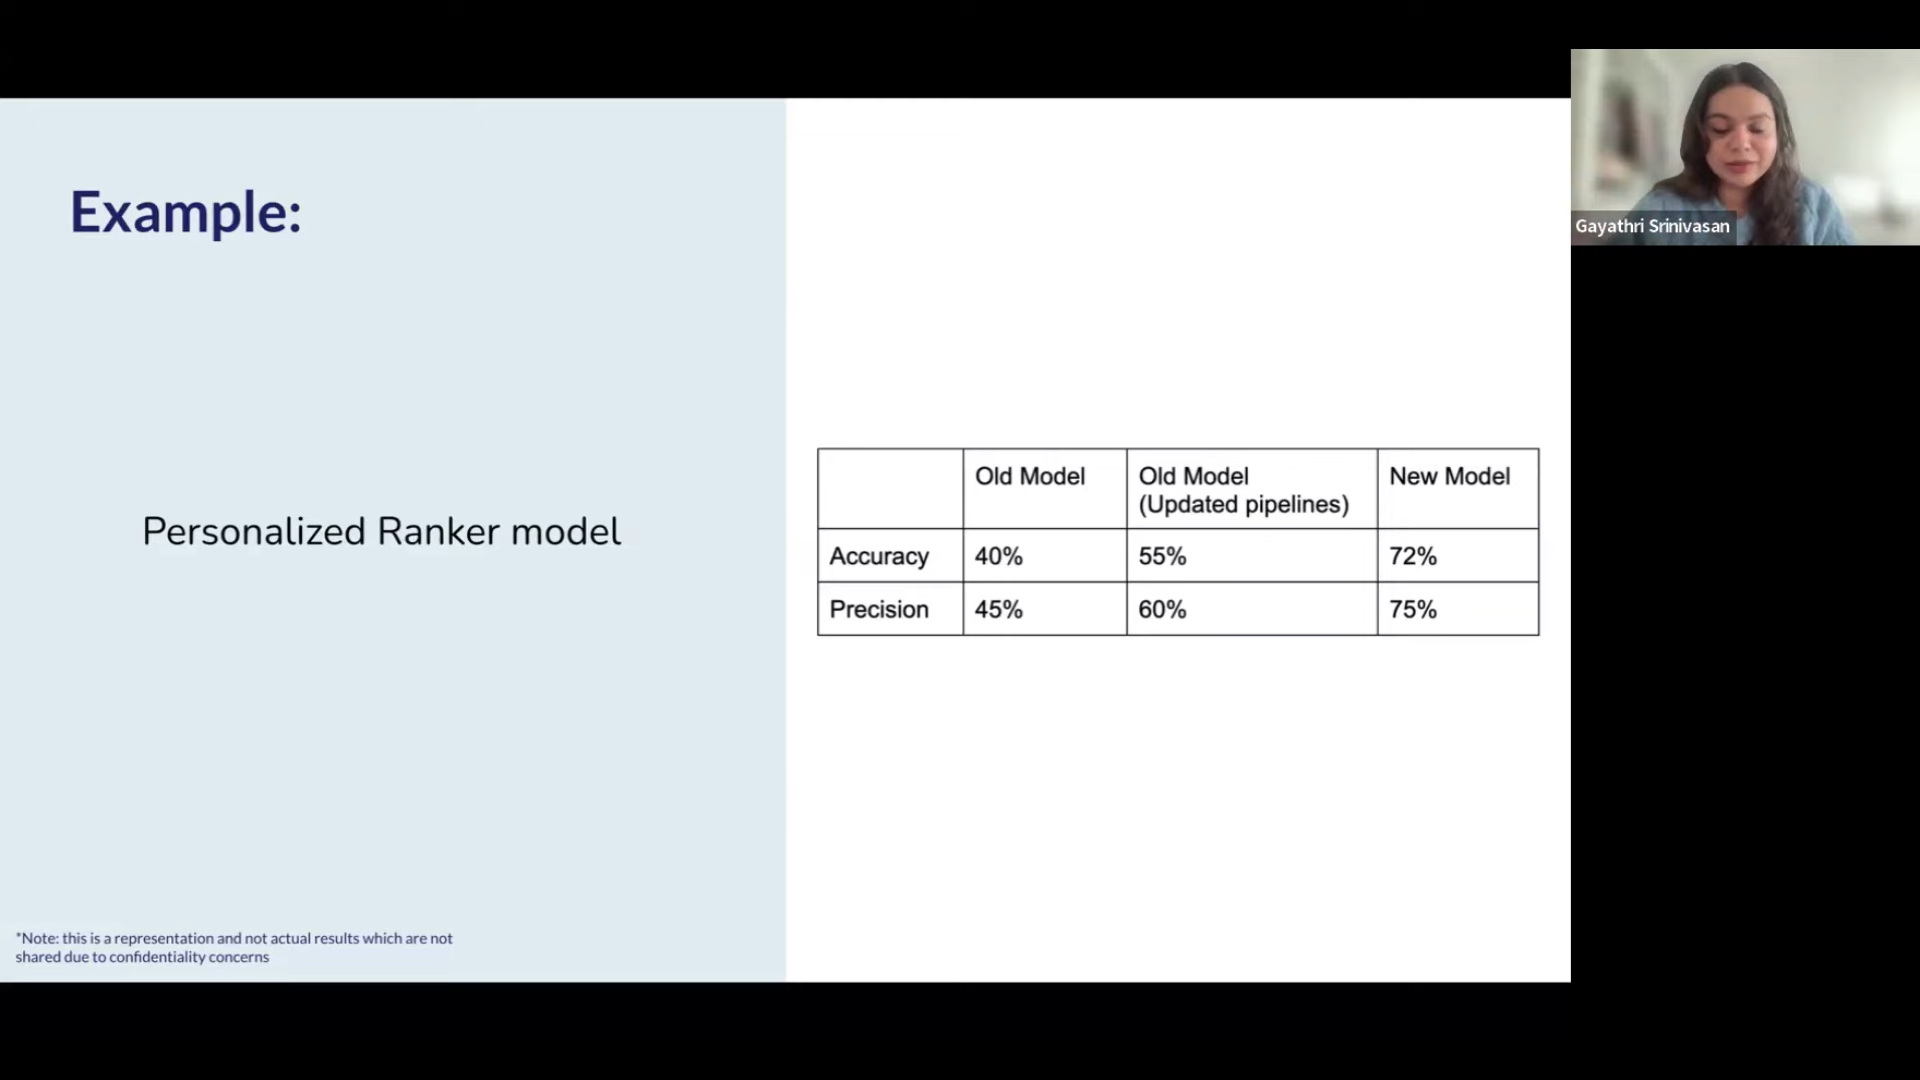 Example:
Personalized Ranker model
*Note: this is a representation and not actual results which are not
shared due to confidentiality concerns
Old Model
Old Model
(Updated pipelines)
New Model
Accuracy 40% 55% 72%
Precision 45% 60% 75%
Gayathri Srinivasan